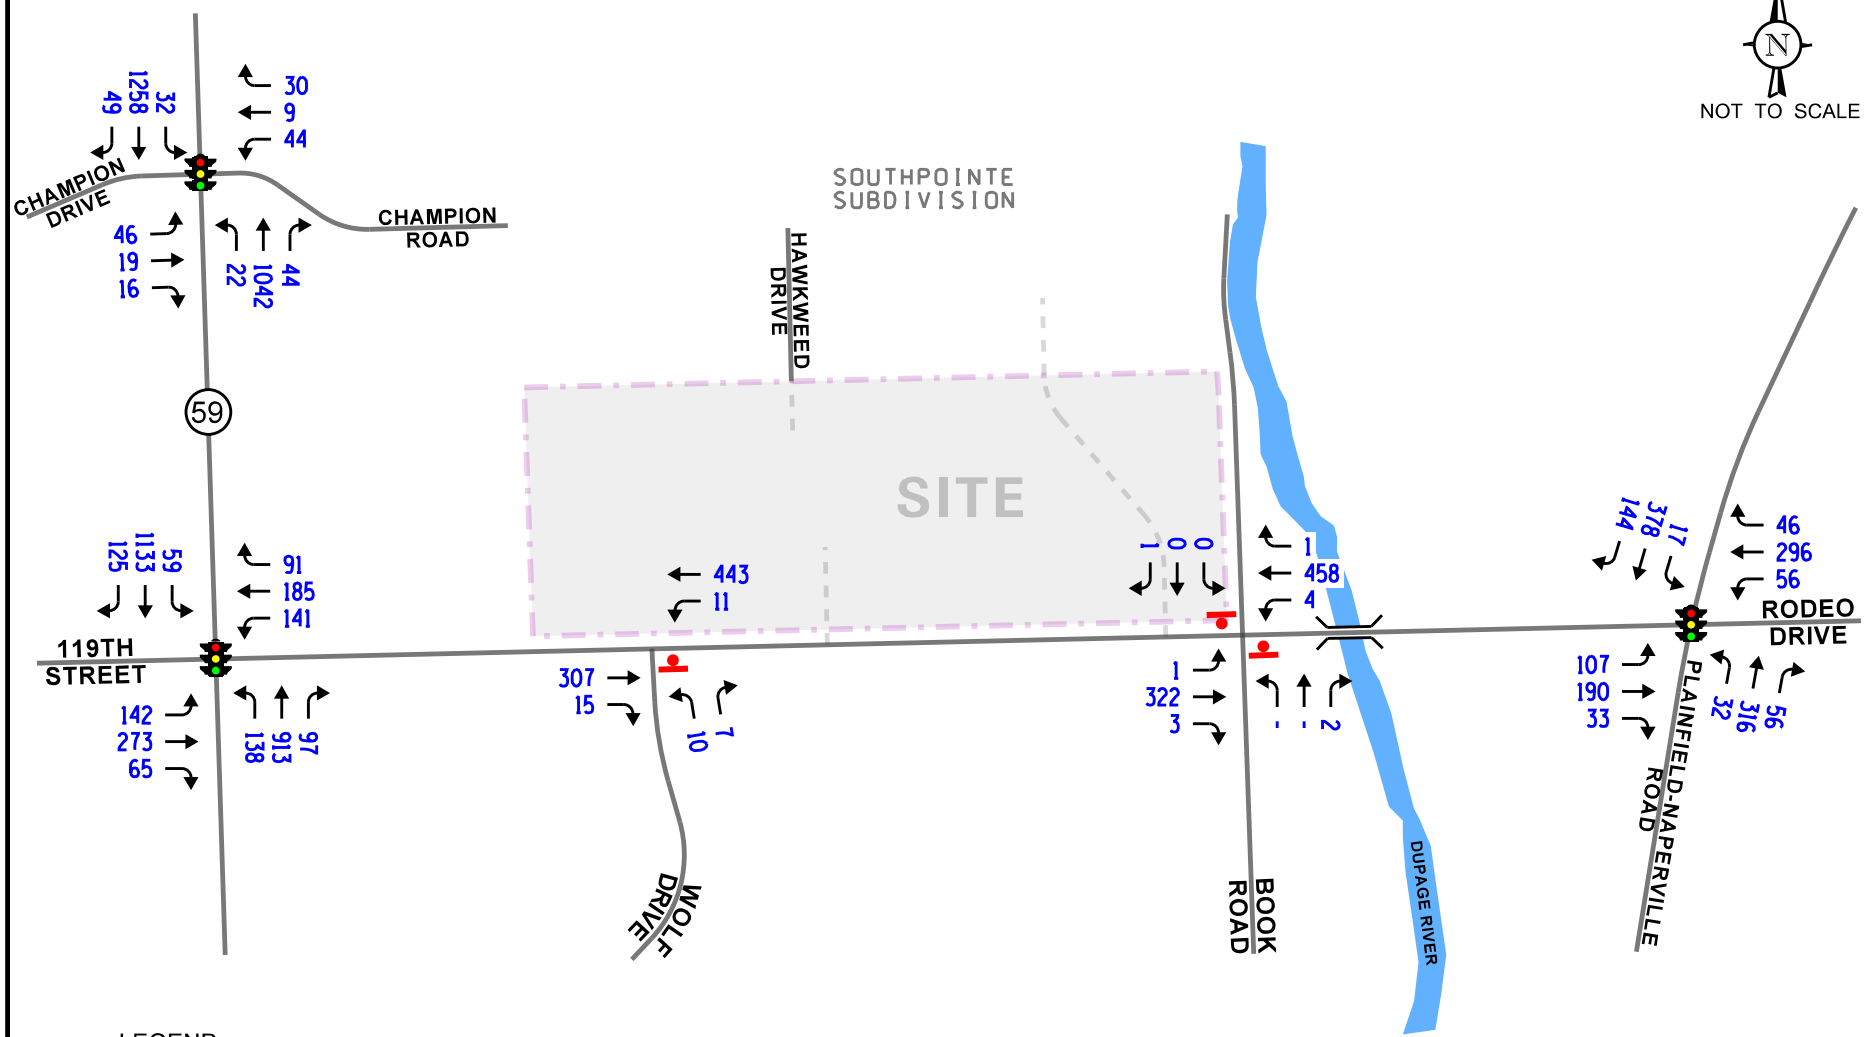 N
NOT TO SCALE
49
1258
32
30
9
44
CHAMPION
DRIVE
46
19
16
22
1042
44
CHAMPION
ROAD
SOUTHPOINTE
SUBDIVISION
HAWKWEED
DRIVE
59
SITE
125
1133
59
91
185
141
119TH
STREET
142
273
65
138
913
97
443
11
307
15
10
7
WOLF
DRIVE
1
0
0
1
458
4
1
322
3
-
-
2
BOOK
ROAD
DUPAGE RIVER
144
378
17
46
296
56
RODEO
DRIVE
107
190
33
32
316
56
PLAINFIELD-NAPERVILLE
ROAD
LEGEND